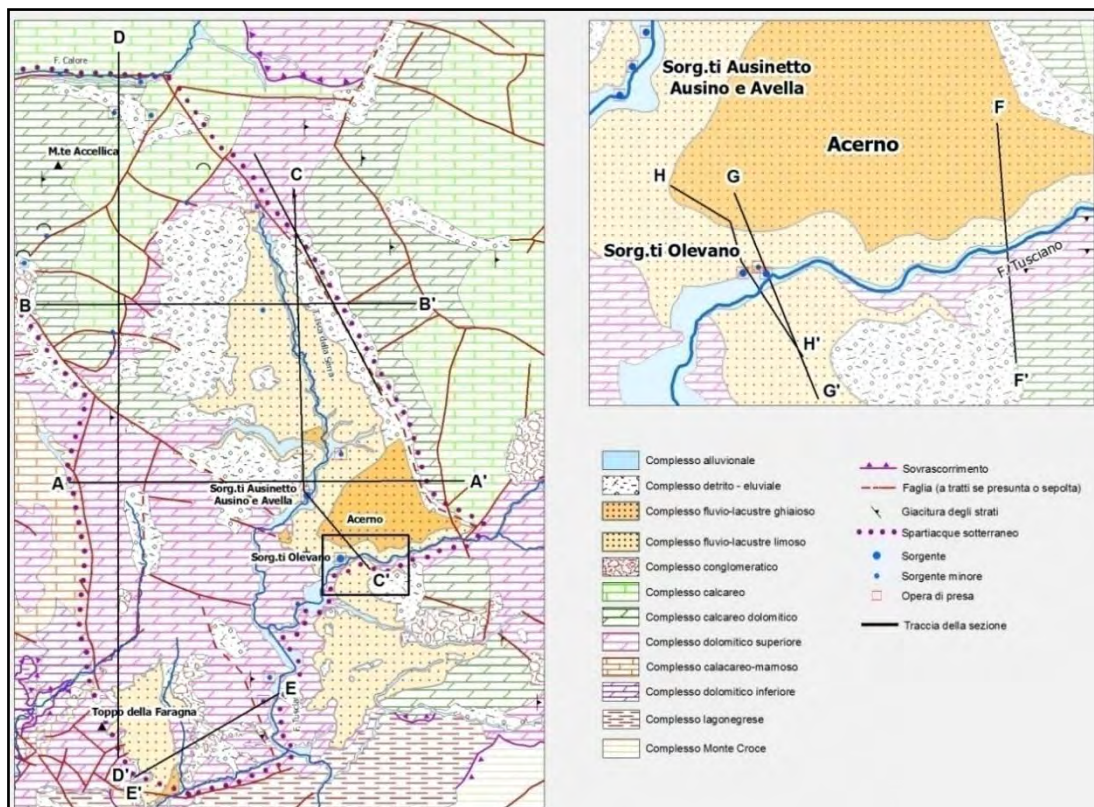 D
F. Calore
M.te Accellica
C
B
B'
A
A'
Sorg.ti Ausinetto
Ausino e Avella
Acerno
Sorg.ti Olevano
C'
E
Toppo della Faragna
D'
E'
Sorg.ti Ausinetto
Ausino e Avella
F
Acerno
H
G
Sorg.ti Olevano
F. Tusciano
H'
G'
F'
Complesso alluvionale
Complesso detrito - eluviale
Complesso fluvio-lacustre ghiaioso
Complesso fluvio-lacustre limoso
Complesso conglomeratico
Complesso calcareo
Complesso calcareo dolomitico
Complesso dolomitico superiore
Complesso calacareo-marnoso
Complesso dolomitico inferiore
Complesso lagonegrese
Complesso Monte Croce
Sovrascorrimento
Faglia (a tratti se presunta o sepolta)
Giacitura degli strati
Spartiacque sotterraneo
Sorgente
Sorgente minore
Opera di presa
Traccia della sezione